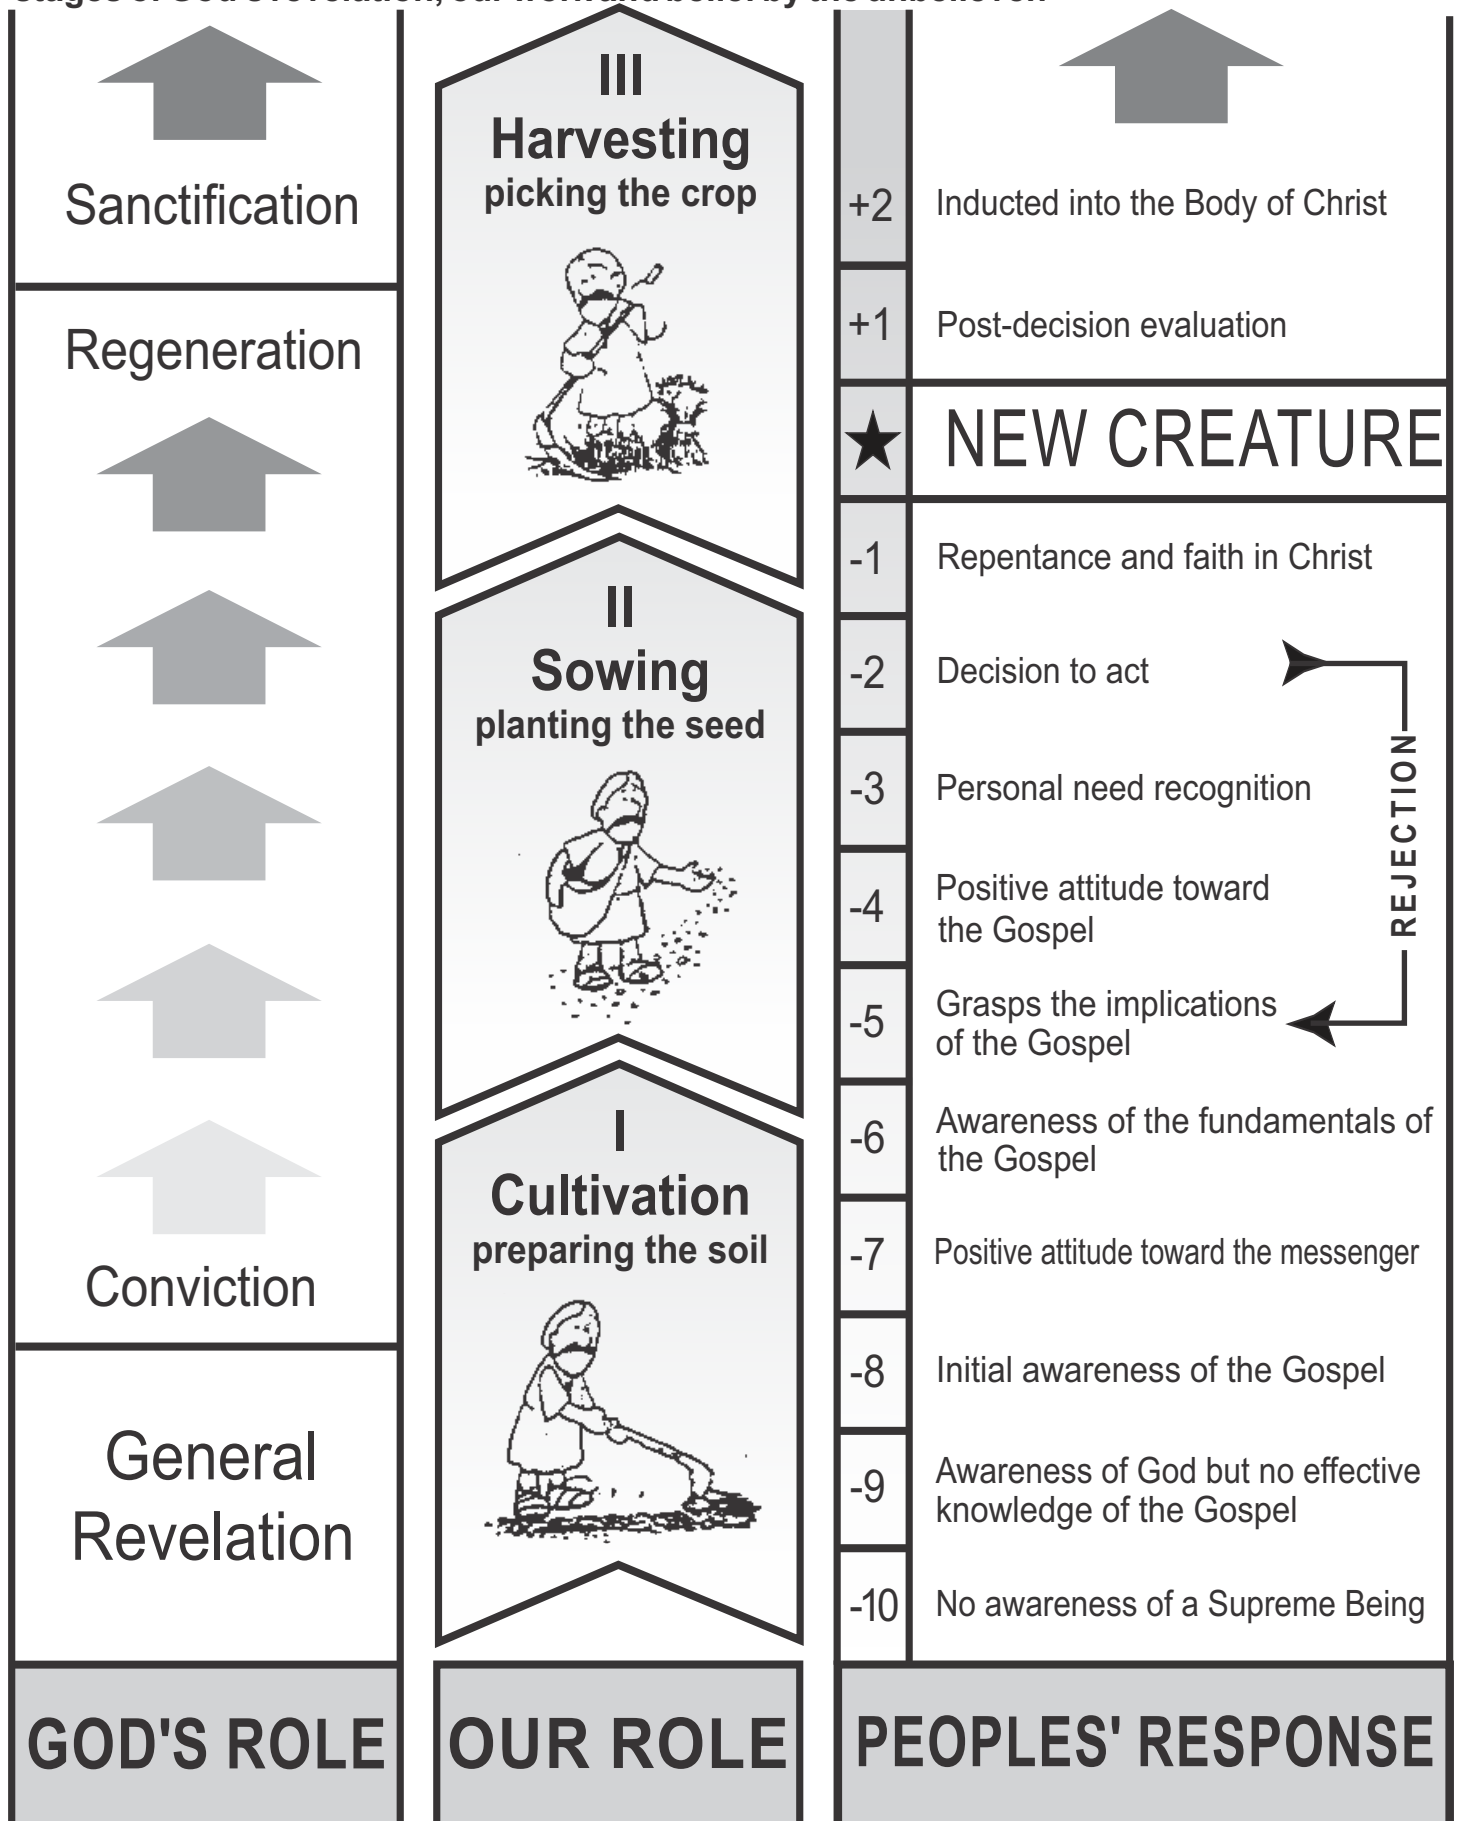 III
Harvesting
picking the crop
Sanctification
+2 Inducted into the Body of Christ
Regeneration
+1 Post-decision evaluation
★ NEW CREATURE
-1 Repentance and faith in Christ
II
Sowing
planting the seed
-2 Decision to act
-3 Personal need recognition
REJECTION
-4 Positive attitude toward
the Gospel
-5 Grasps the implications
of the Gospel
I
Cultivation
preparing the soil
-6 Awareness of the fundamentals of
the Gospel
-7 Positive attitude toward the messenger
Conviction
-8 Initial awareness of the Gospel
General
Revelation
-9 Awareness of God but no effective
knowledge of the Gospel
-10 No awareness of a Supreme Being
GOD'S ROLE
OUR ROLE
PEOPLES' RESPONSE